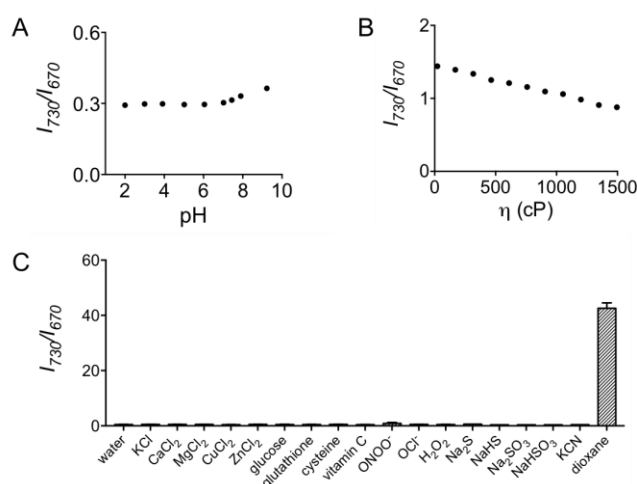 A
I730/I670
0.6
0.3
0.0
2 4 6 8 10
pH
B
I730/I670
2
1
0
0 500 1000 1500
η (cP)
C
I730/I670
60
40
20
0
water
KCl
CaCl2
MgCl2
CuCl2
ZnCl2
glucose
glutathione
cysteine
vitamin C
ONOO-
OCl-
H2O2
Na2S
NaHS
Na2SO3
NaHSO3
KCN
dioxane